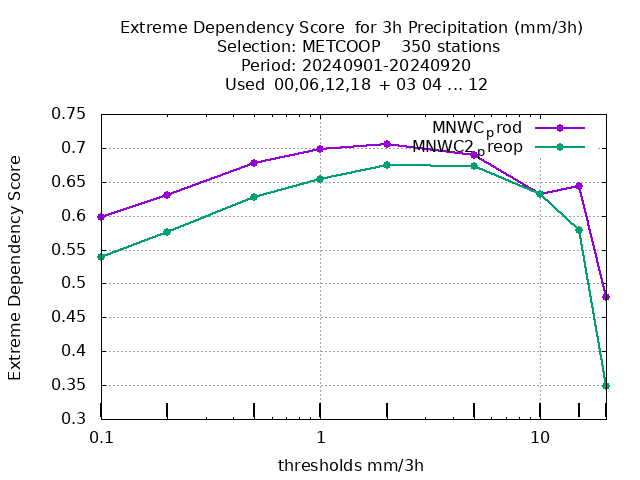 Extreme Dependency Score  for 3h Precipitation (mm/3h)
Selection: METCOOP    350 stations
Period: 20240901-20240920
Used  00,06,12,18 + 03 04 ... 12
MNWCprod
MNWC2preop
Extreme Dependency Score
0.75
0.7
0.65
0.6
0.55
0.5
0.45
0.4
0.35
0.3
0.1
1
10
thresholds mm/3h